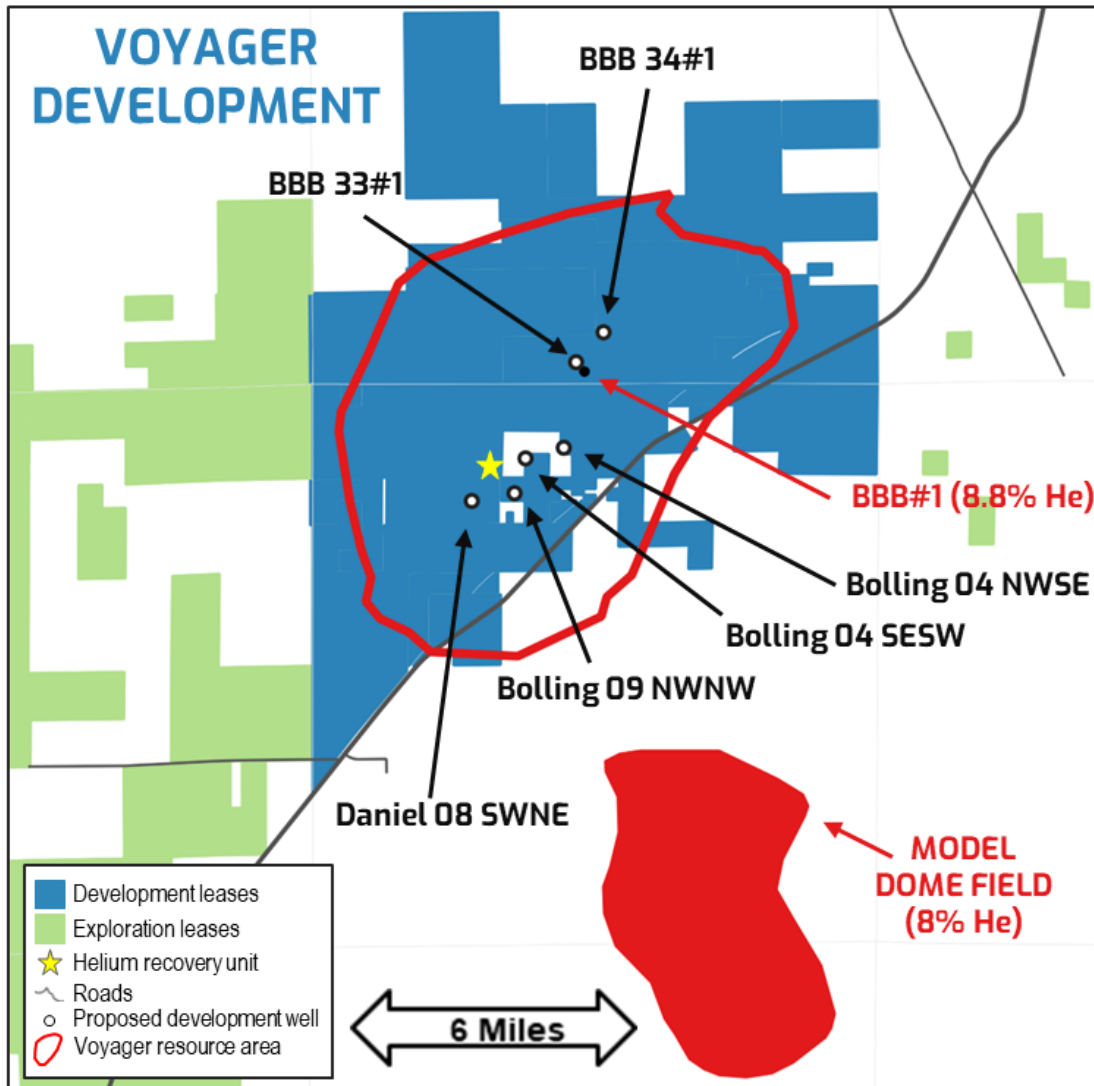 VOYAGER
DEVELOPMENT
BBB 34#1
BBB 33#1
BBB#1 (8.8% He)
Bolling 04 NWSE
Bolling 04 SESW
Bolling 09 NWNW
Daniel 08 SWNE
MODEL
DOME FIELD
(8% He)
Development leases
Exploration leases
Helium recovery unit
Roads
Proposed development well
Voyager resource area
6 Miles